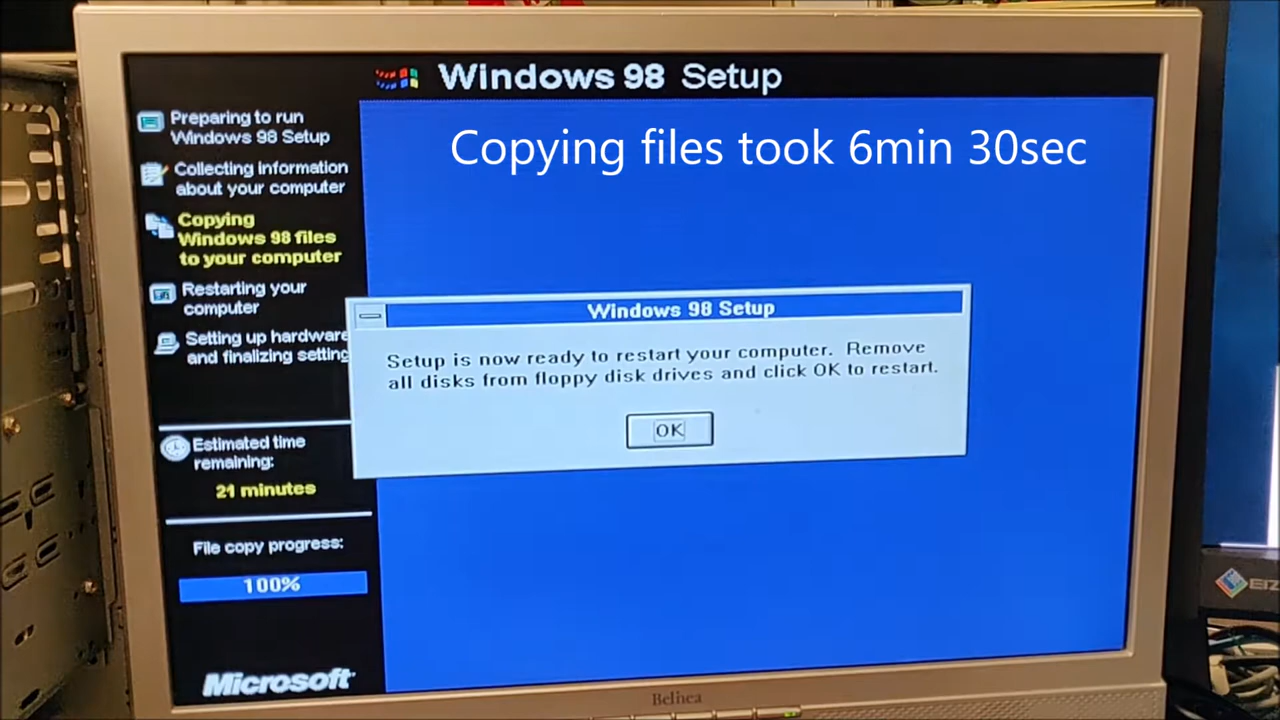 Windows 98 Setup
Copying files took 6min 30sec
Preparing to run
Windows 98 Setup
Collecting information
about your computer
Copying
Windows 98 files
to your computer
Restarting your
computer
Setting up hardware
and finalizing setting
Estimated time
remaining:
21 minutes
File copy progress:
100%
Microsoft
Windows 98 Setup
Setup is now ready to restart your computer. Remove
all disks from floppy disk drives and click OK to restart.
OK
Belinea
EIZ